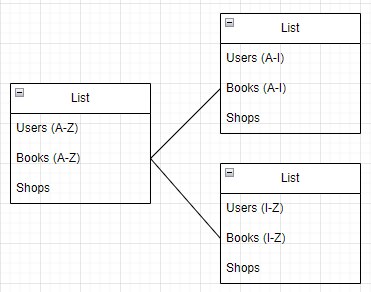 List
Users (A-Z)
Books (A-Z)
Shops
List
Users (A-I)
Books (A-I)
Shops
List
Users (I-Z)
Books (I-Z)
Shops